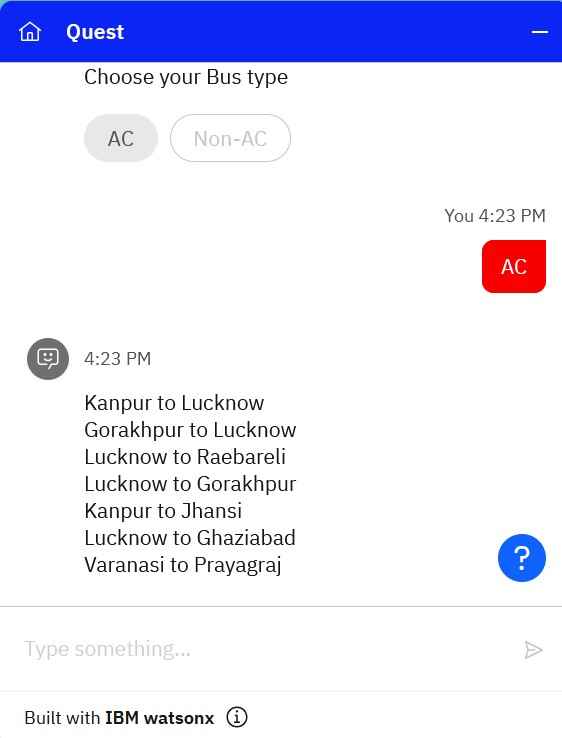 Quest
Choose your Bus type
AC
Non-AC
You 4:23 PM
AC
4:23 PM
Kanpur to Lucknow
Gorakhpur to Lucknow
Lucknow to Raebareli
Lucknow to Gorakhpur
Kanpur to Jhansi
Lucknow to Ghaziabad
Varanasi to Prayagraj
?
Type something...
Built with IBM watsonx